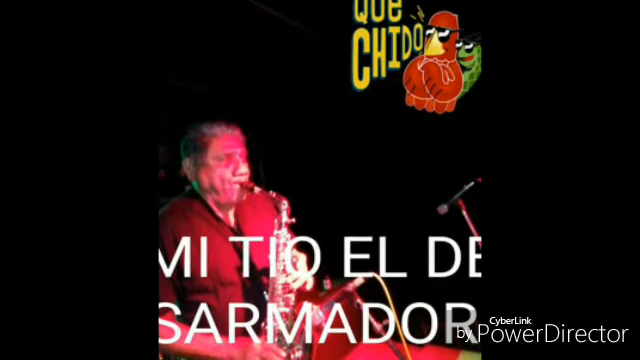 QUE
CHIDO
MI TIO EL DE
SARMADOR
CyberLink
by PowerDirector